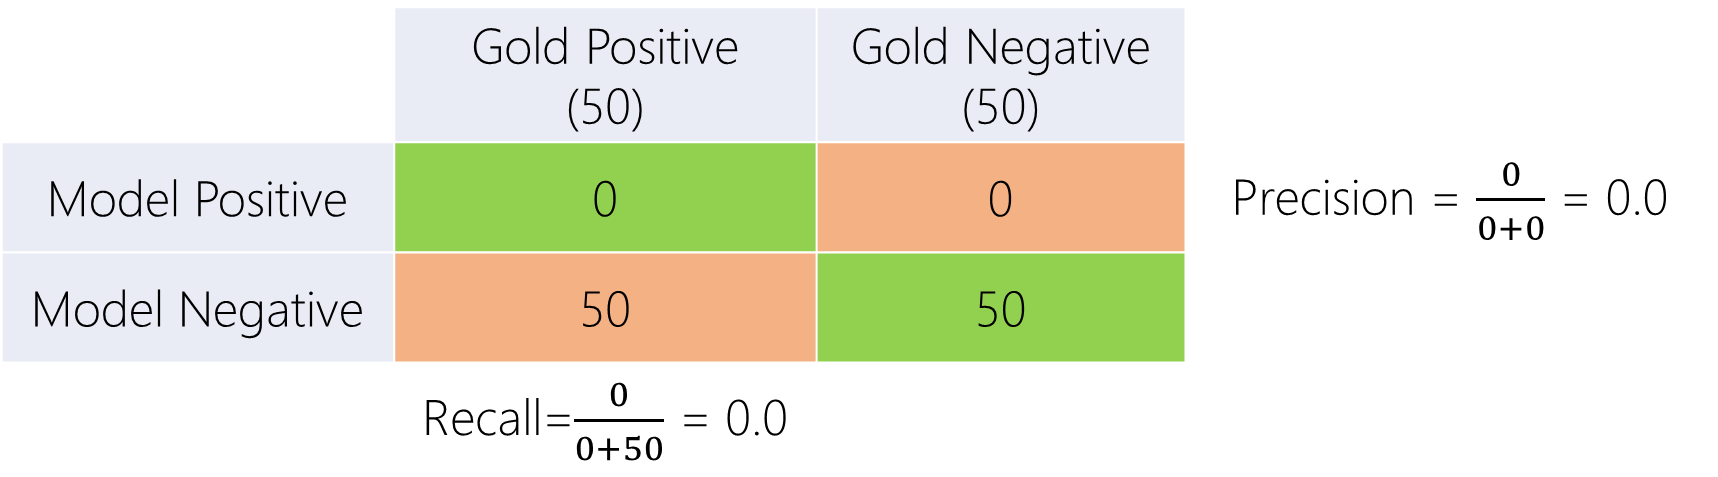 Gold Positive
(50)
Gold Negative
(50)
Model Positive
0
0
Precision = 0/0+0 = 0.0
Model Negative
50
50
Recall= 0/0+50 = 0.0